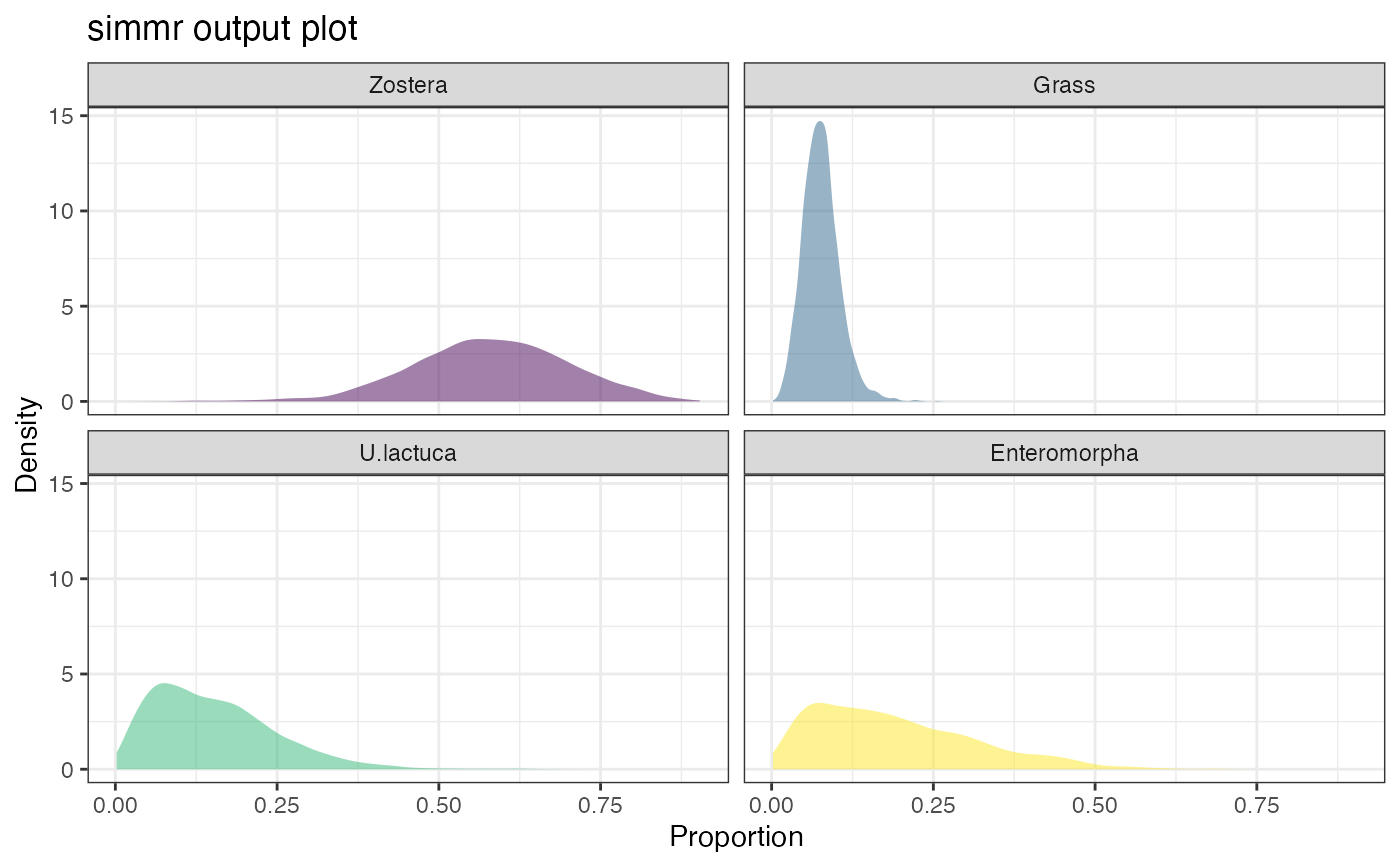 simmr output plot
Zostera
Grass
15
10
5
0
Density
U.lactuca
Enteromorpha
15
10
5
0
0.00 0.25 0.50 0.75 0.00 0.25 0.50 0.75
Proportion